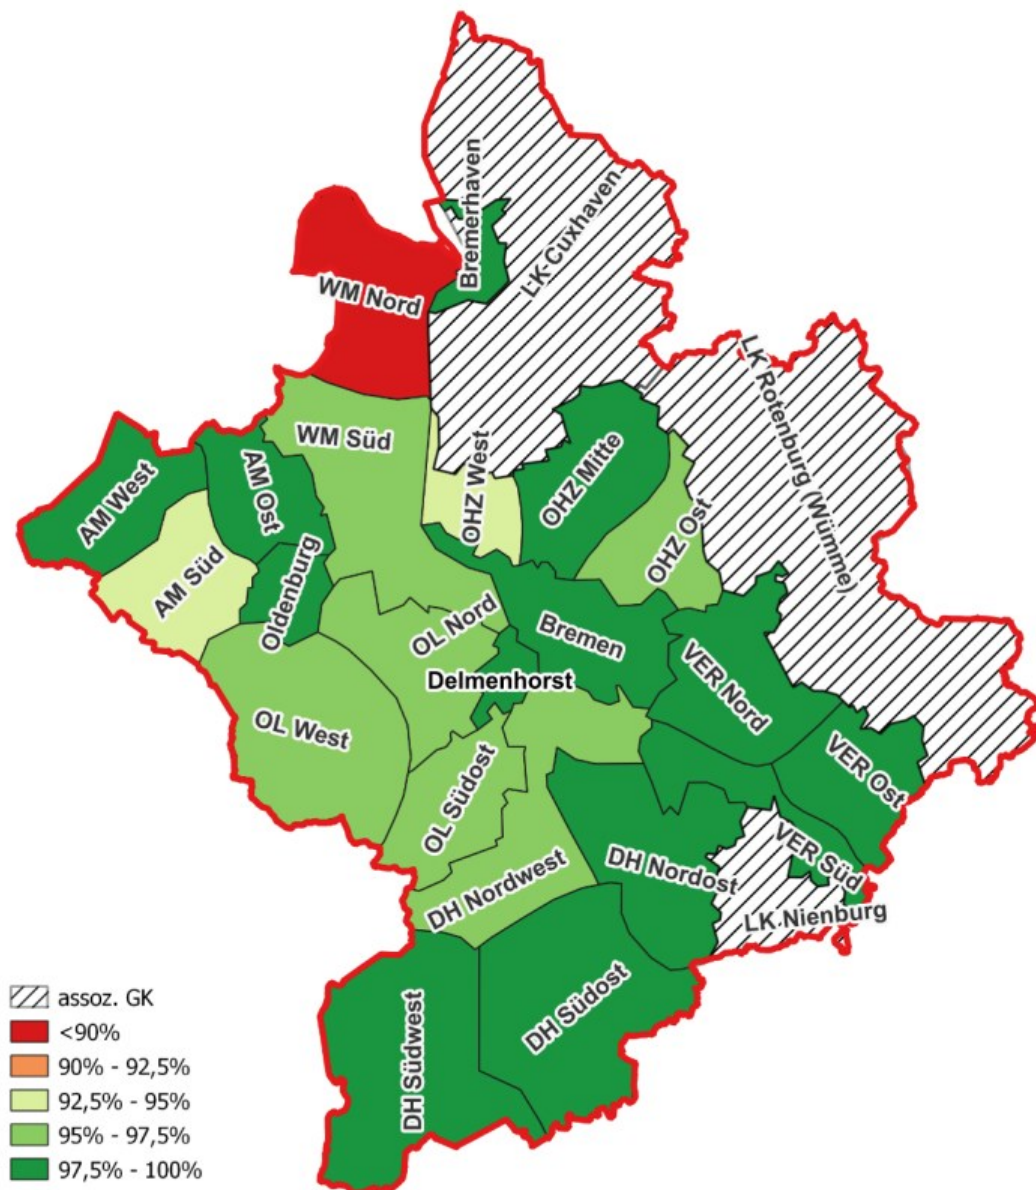 Bremerhaven
LK-Cuxhaven
WM Nord
LK Rotenburg (Wümme)
WM Süd
OHZ West
OHZ Mitte
AM West
AM Ost
OHZ Ost
AM Süd
Oldenburg
OL Nord
Bremen
VER Nord
Delmenhorst
OL West
VER Ost
OL Südost
VER Süd
DH Nordost
DH Nordwest
LK Nienburg
DH Südost
DH Südwest
assoz. GK
<90%
90% - 92,5%
92,5% - 95%
95% - 97,5%
97,5% - 100%